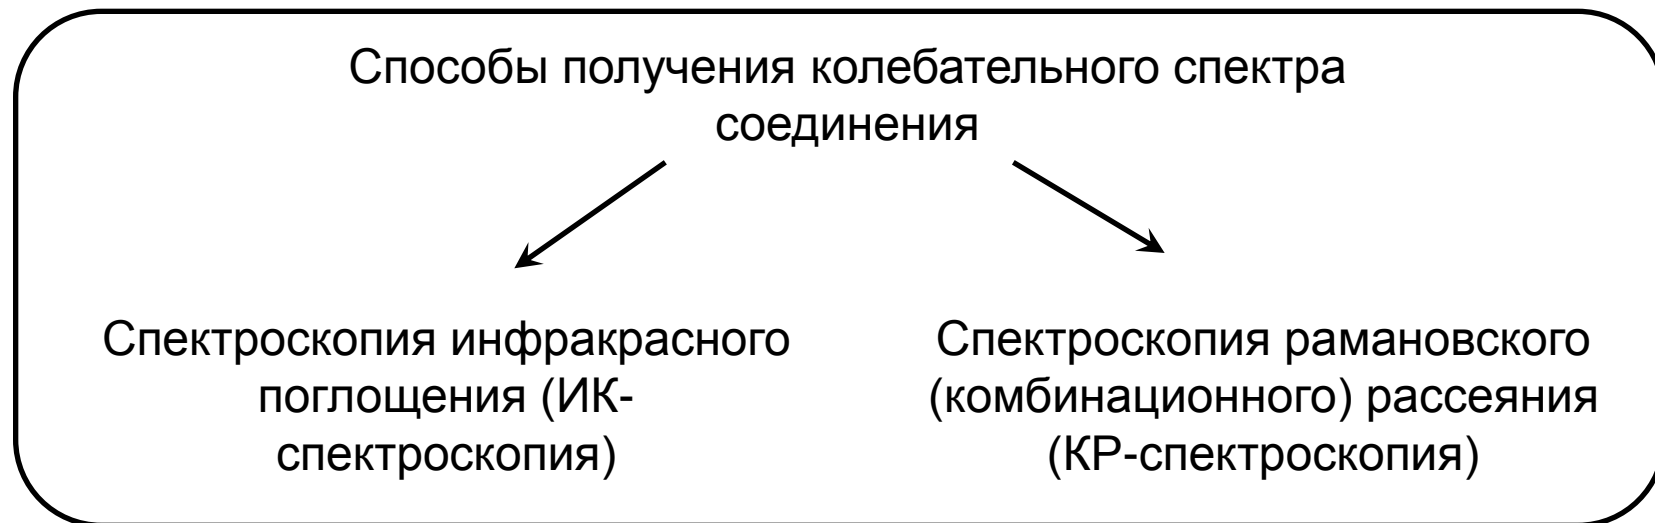 Способы получения колебательного спектра
соединения
Спектроскопия инфракрасного
поглощения (ИК-
спектроскопия)
Спектроскопия рамановского
(комбинационного) рассеяния
(КР-спектроскопия)